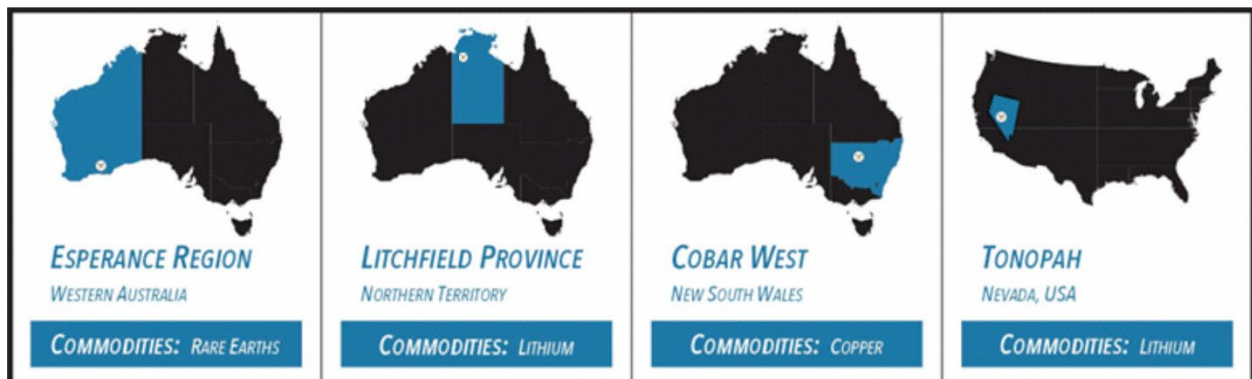 ESPERANCE REGION
WESTERN AUSTRALIA
COMMODITIES: RARE EARTHS
LITCHFIELD PROVINCE
NORTHERN TERRITORY
COMMODITIES: LITHIUM
COBAR WEST
NEW SOUTH WALES
COMMODITIES: COPPER
TONOPAH
NEVADA, USA
COMMODITIES: LITHIUM